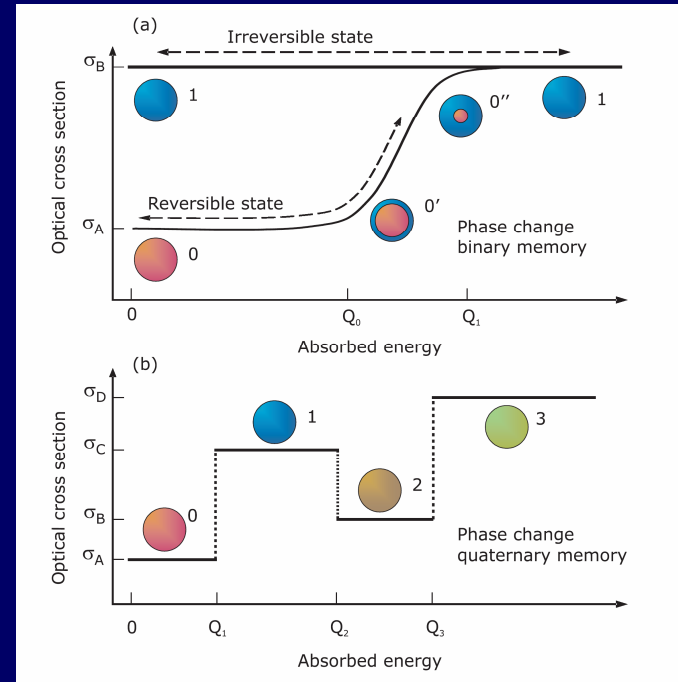 (a)
Irreversible state
σB
1
0′′
1
Optical cross section
Reversible state
σA
0′
0
Phase change
binary memory
0
Q₀
Q₁
Absorbed energy
(b)
σD
1
3
σC
Optical cross section
2
0
σB
Phase change
quaternary memory
σA
0
Q₁
Q₂
Q₃
Absorbed energy